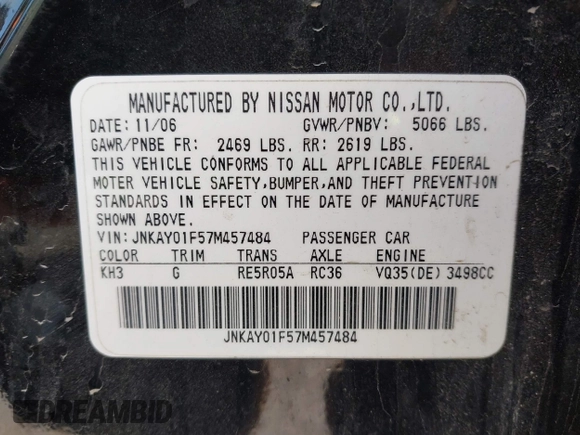 MANUFACTURED BY NISSAN MOTOR CO.,LTD.
DATE: 11/06 GVWR/PNBV: 5066 LBS.
GAWR/PNBE FR: 2469 LBS. RR: 2619 LBS.
THIS VEHICLE CONFORMS TO ALL APPLICABLE FEDERAL
MOTOR VEHICLE SAFETY,BUMPER,AND THEFT PREVENTION
STANDARDS IN EFFECT ON THE DATE OF MANUFACTURE
SHOWN ABOVE.
VIN: JNKAY01F57M457484 PASSENGER CAR
COLOR TRIM TRANS AXLE ENGINE
KH3 G RE5R05A RC36 VQ35(DE) 3498CC
JNKAY01F57M457484
DREAMBID